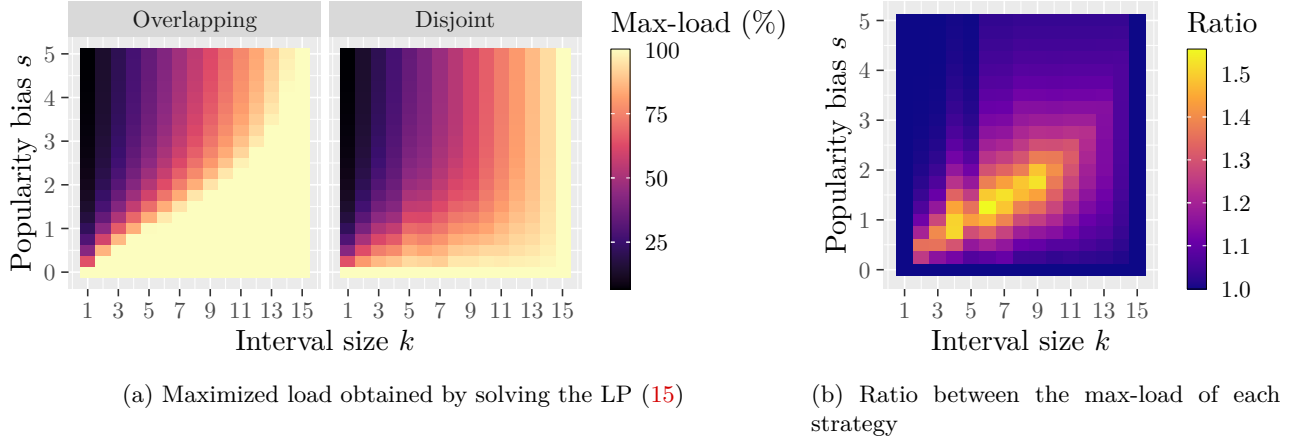 Overlapping
Disjoint
Max-load (%)
100
75
50
25
Popularity bias s
5
4
3
2
1
0
1 3 5 7 9 11 13 15
1 3 5 7 9 11 13 15
Interval size k
(a) Maximized load obtained by solving the LP (15)
Ratio
1.5
1.4
1.3
1.2
1.1
1.0
Popularity bias s
5
4
3
2
1
0
1 3 5 7 9 11 13 15
Interval size k
(b) Ratio between the max-load of each
strategy